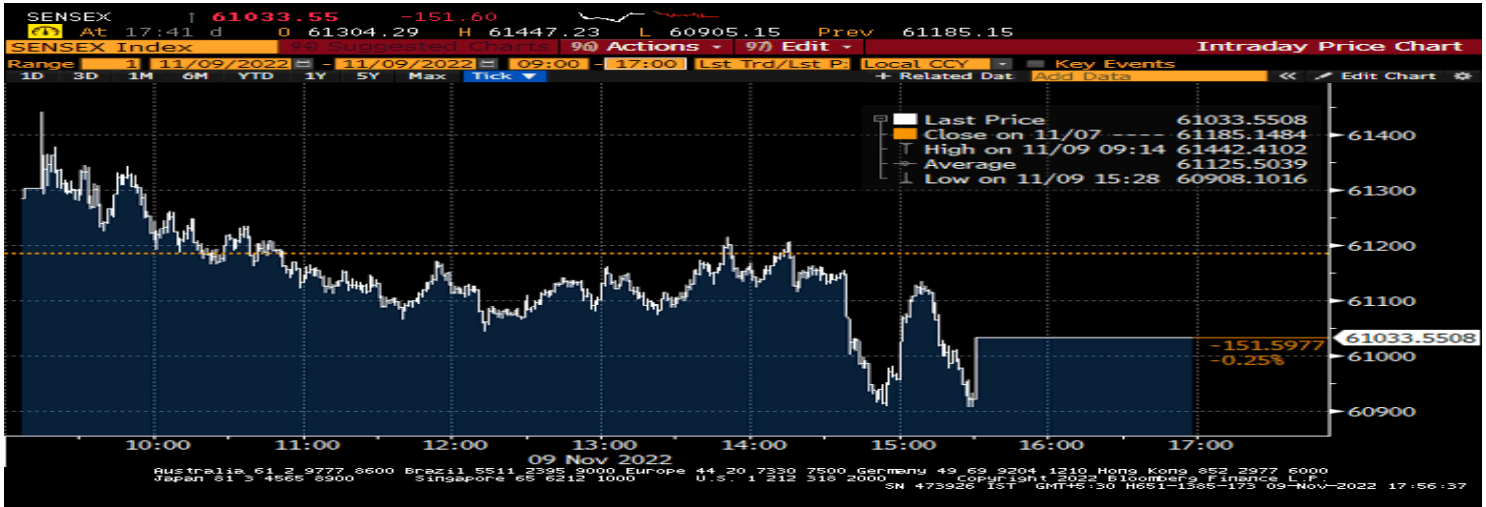 SENSEX ↑ 61033.55 -151.60
At 17:41 d O 61304.29 H 61447.23 L 60905.15 Prev 61185.15
SENSEX Index 94) Suggested Charts 96) Actions 97) Edit Intraday Price Chart
Range 1 11/09/2022 - 11/09/2022 09:00 - 17:00 Lst Trd/Lst P: Local CCY Key Events
1D 3D 1M 6M YTD 1Y 5Y Max Tick ▼ + Related Dat Add Data « Edit Chart
Last Price 61033.5508
Close on 11/07 ---- 61185.1484
High on 11/09 09:14 61442.4102
Average 61125.5039
Low on 11/09 15:28 60908.1016
61400
61300
61200
61100
61033.5508
-151.5977
61000
-0.25%
60900
10:00 11:00 12:00 13:00 14:00 15:00 16:00 17:00
09 Nov 2022
Australia 61 2 9777 8600 Brazil 5511 2395 9000 Europe 44 20 7330 7500 Germany 49 69 9204 1210 Hong Kong 852 2977 6000
Japan 81 3 4565 8900 Singapore 65 6212 1000 U.S. 1 212 318 2000 Copyright 2022 Bloomberg Finance L.P.
SN 473926 IST GMT+5:30 H651-1385-173 09-Nov-2022 17:56:37